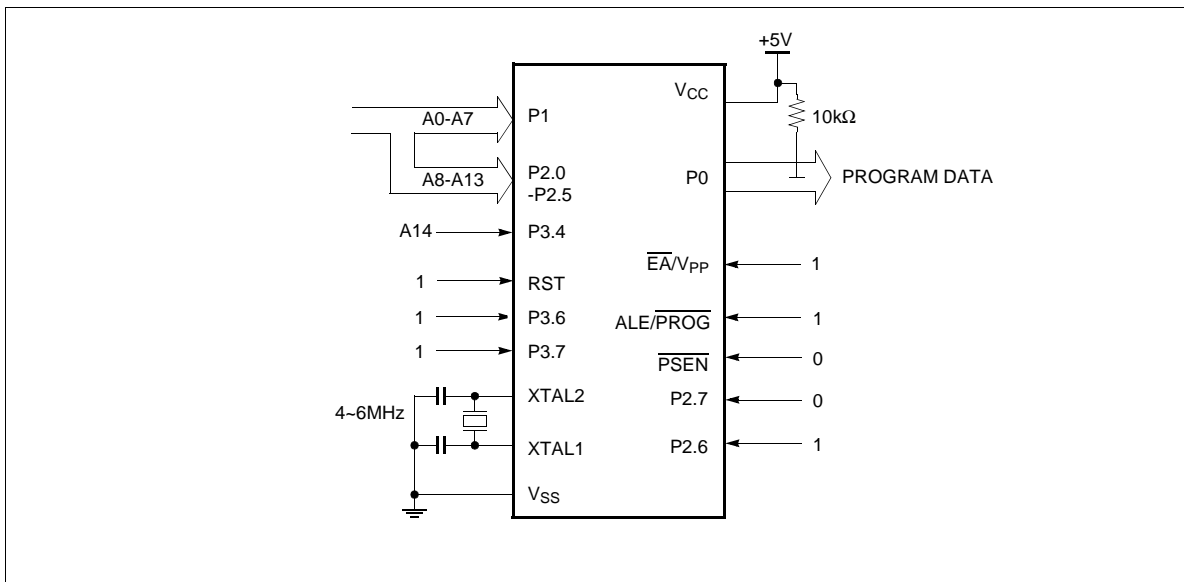 +5V
VCC
10kΩ
A0-A7
P1
A8-A13
P2.0
-P2.5
P0
PROGRAM DATA
A14
P3.4
EA/VPP
1
1
RST
1
P3.6
ALE/PROG
1
1
P3.7
PSEN
0
XTAL2
P2.7
0
4~6MHz
XTAL1
P2.6
1
VSS